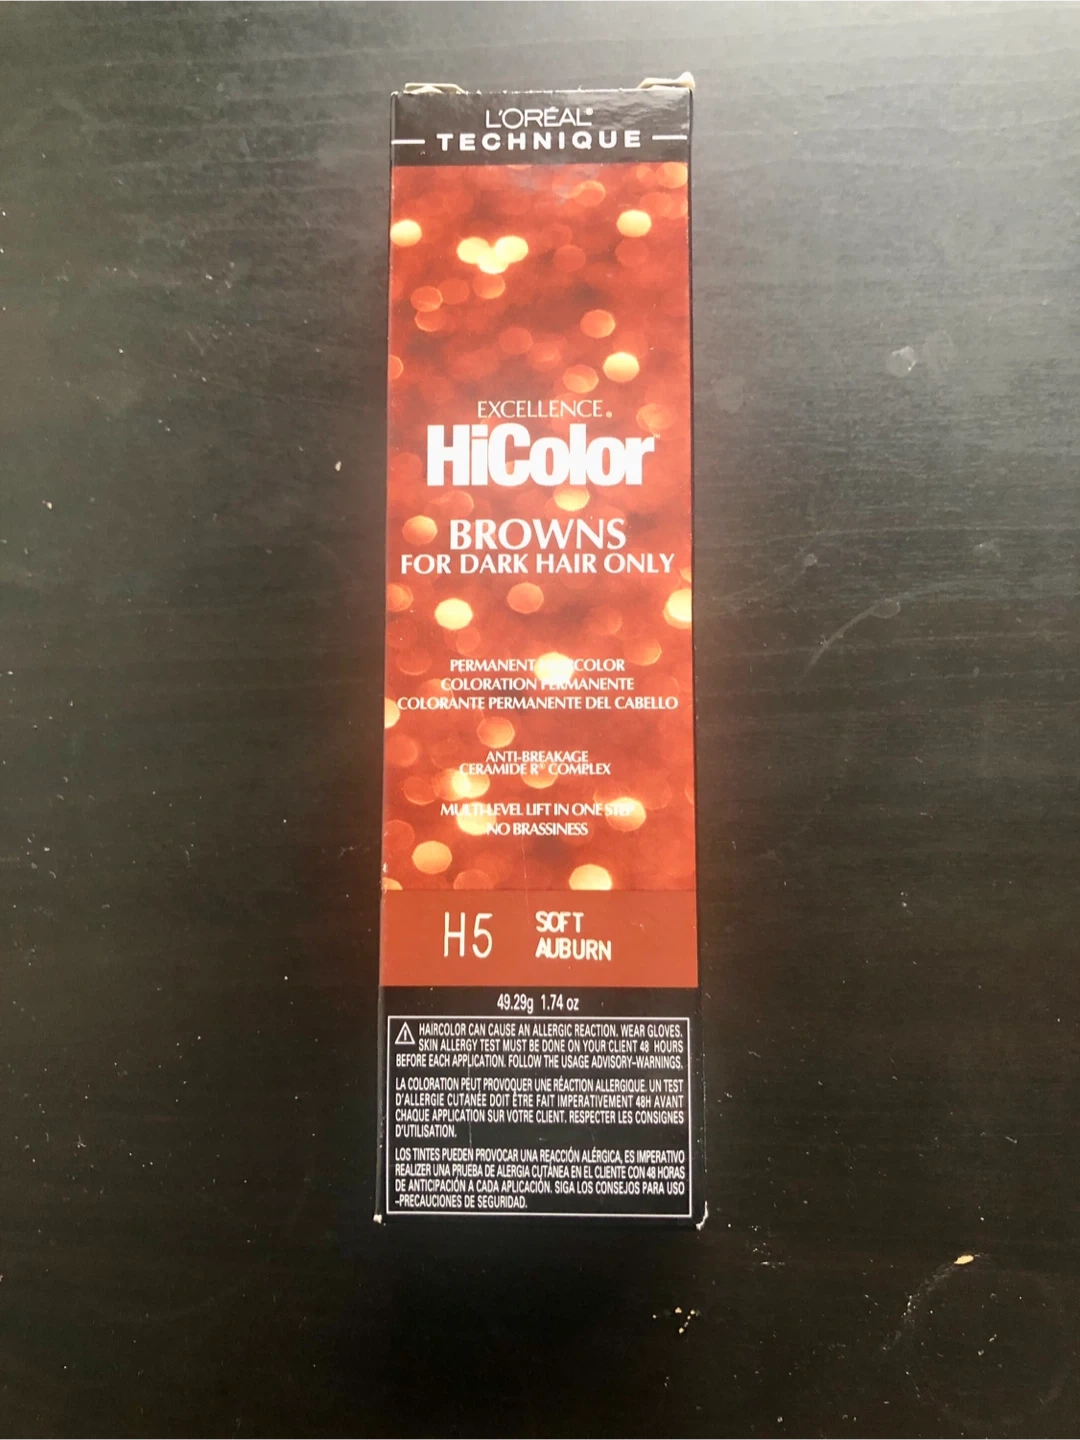 L'ORÉAL®
TECHNIQUE
EXCELLENCE®
HiColor™
BROWNS
FOR DARK HAIR ONLY
PERMANENT HAIRCOLOR
COLORATION PERMANENTE
COLORANTE PERMANENTE DEL CABELLO
ANTI-BREAKAGE
CERAMIDE R® COMPLEX
MULTI-LEVEL LIFT IN ONE STEP
NO BRASSINESS
H5 SOFT
AUBURN
49.29g 1.74 oz
HAIRCOLOR CAN CAUSE AN ALLERGIC REACTION. WEAR GLOVES.
SKIN ALLERGY TEST MUST BE DONE ON YOUR CLIENT 48 HOURS
BEFORE EACH APPLICATION. FOLLOW THE USAGE ADVISORY-WARNINGS.
LA COLORATION PEUT PROVOQUER UNE RÉACTION ALLERGIQUE. UN TEST
D'ALLERGIE CUTANÉE DOIT ÊTRE FAIT IMPERATIVEMENT 48H AVANT
CHAQUE APPLICATION SUR VOTRE CLIENT. RESPECTER LES CONSIGNES
D'UTILISATION.
LOS TINTES PUEDEN PROVOCAR UNA REACCIÓN ALÉRGICA, ES IMPERATIVO
REALIZER UNA PRUEBA DE ALERGIA CUTÁNEA EN EL CLIENTE CON 48 HORAS
DE ANTICIPACIÓN A CADA APLICACIÓN. SIGA LOS CONSEJOS PARA USO
-PRECAUCIONES DE SEGURIDAD.